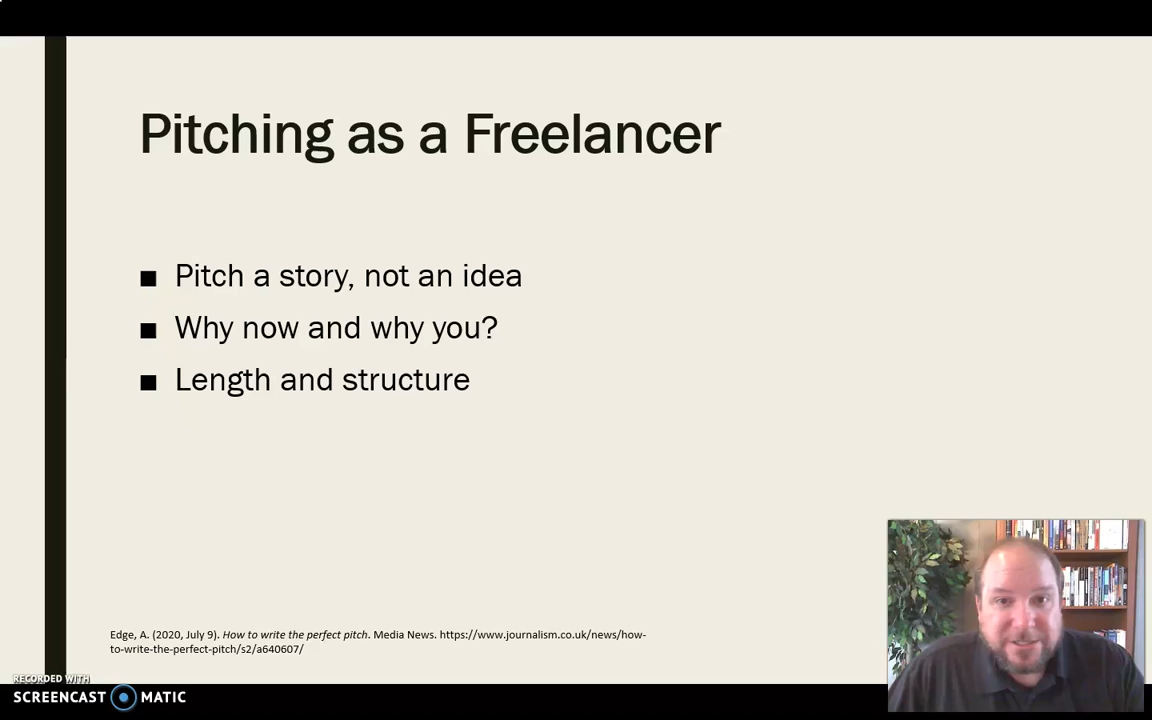 Pitching as a Freelancer
■ Pitch a story, not an idea
■ Why now and why you?
■ Length and structure
Edge, A. (2020, July 9). How to write the perfect pitch. Media News. https://www.journalism.co.uk/news/how-
to-write-the-perfect-pitch/s2/a640607/
RECORDED WITH
SCREENCAST MATIC